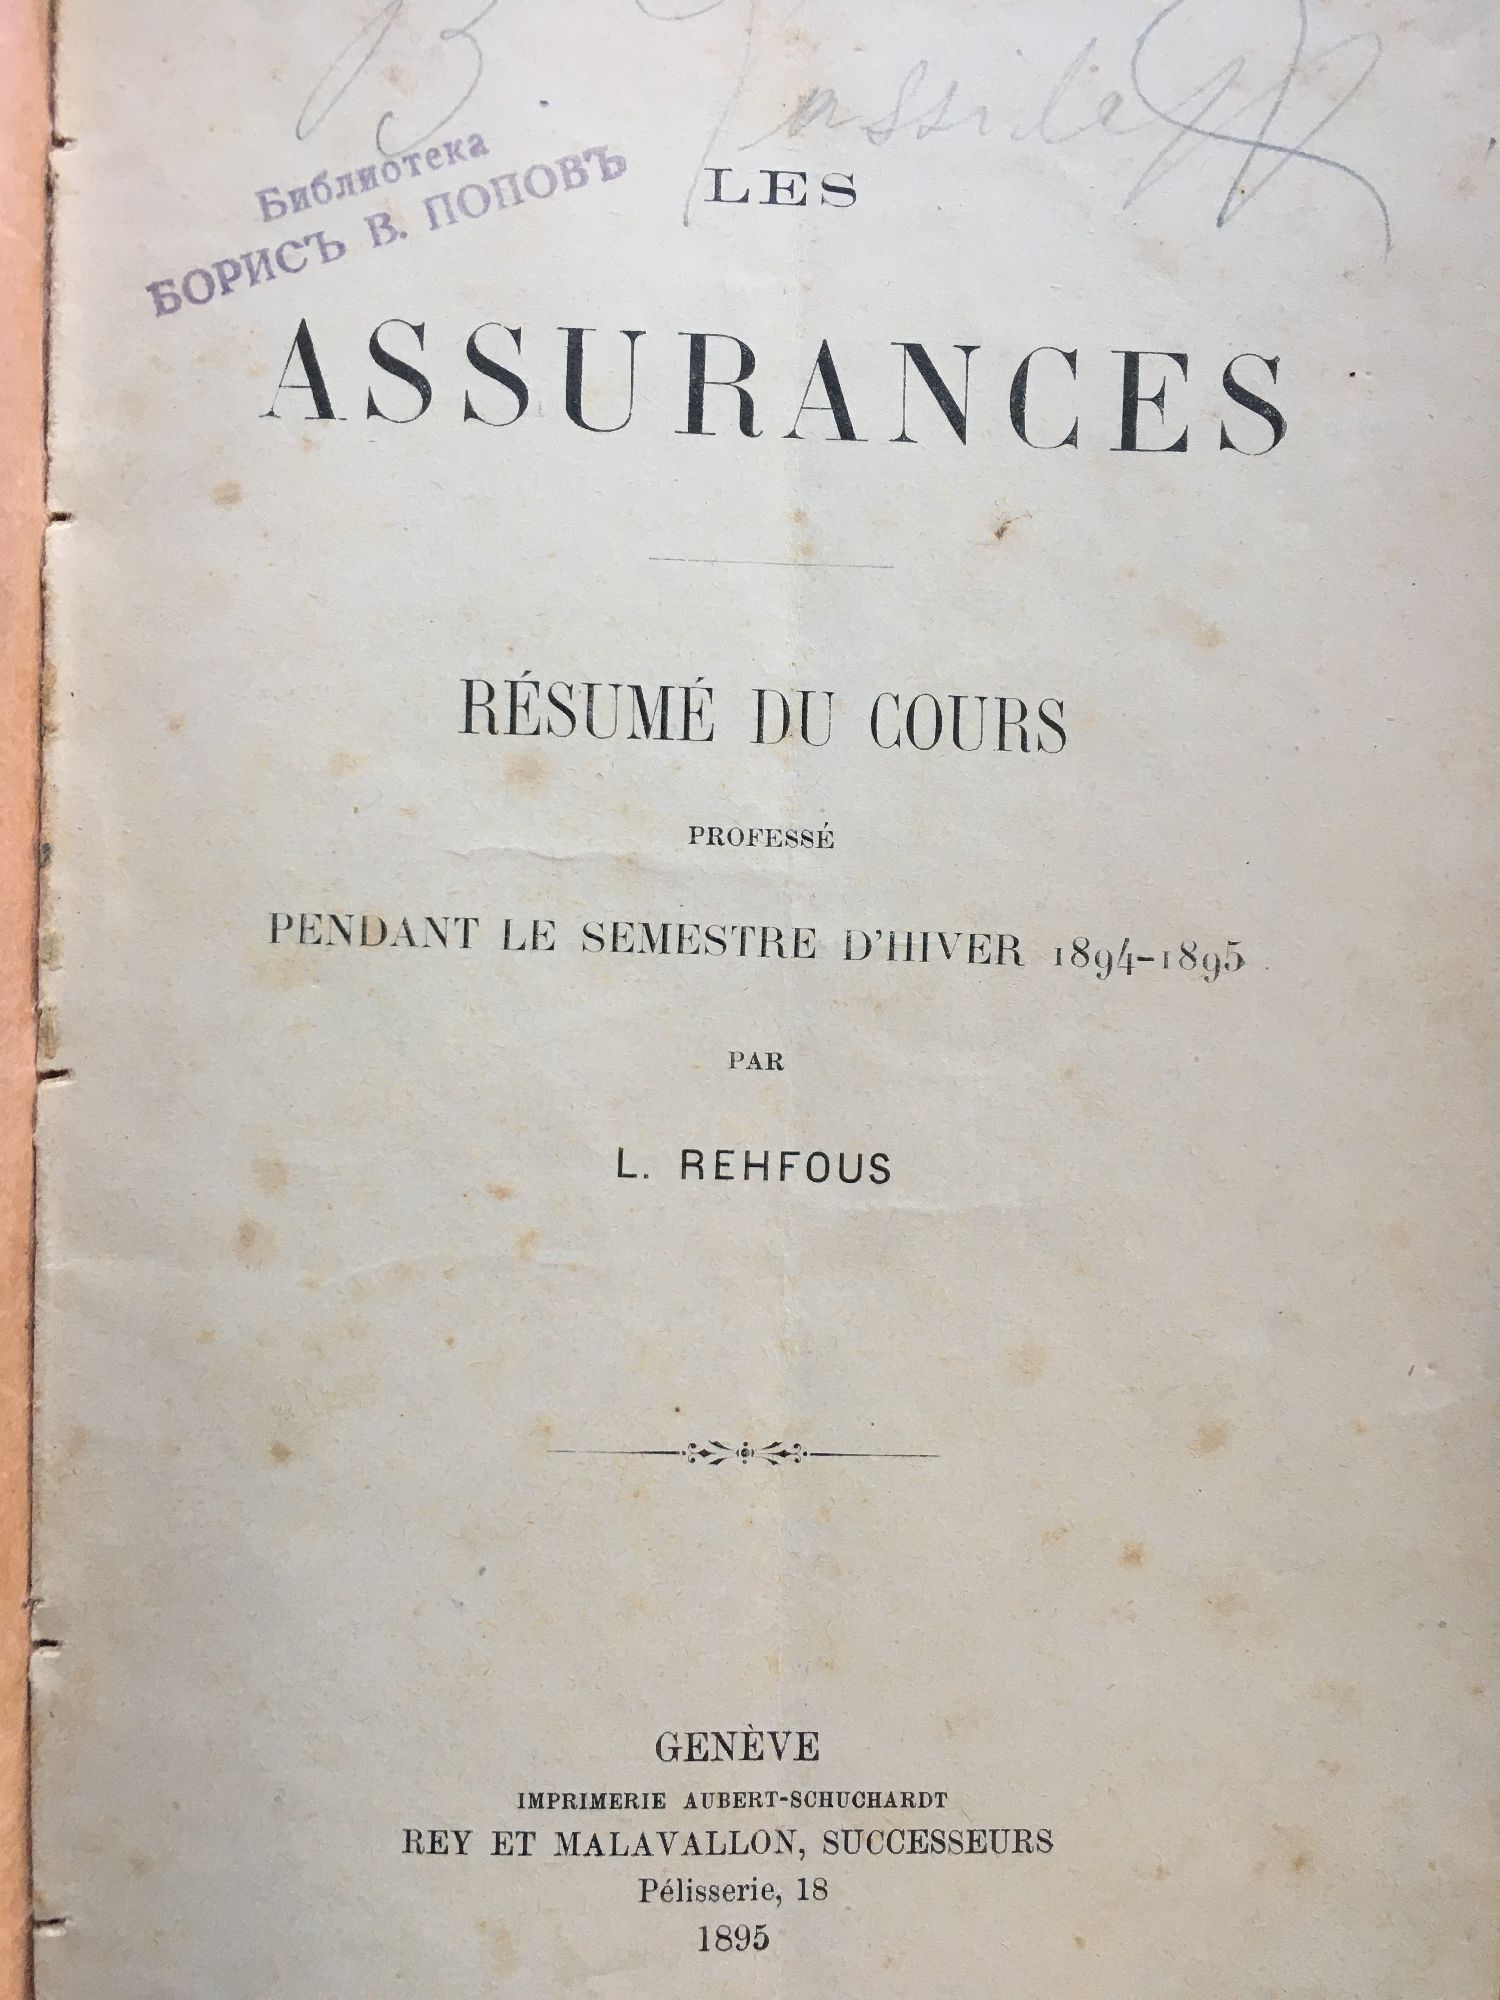 Библиотека
БОРИСЪ В. ПОПОВЪ
LES
ASSURANCES
RÉSUMÉ DU COURS
PROFESSÉ
PENDANT LE SEMESTRE D'HIVER 1894-1895
PAR
L. REHFOUS
GENÈVE
IMPRIMERIE AUBERT-SCHUCHARDT
REY ET MALAVALLON, SUCCESSEURS
Pélisserie, 18
1895